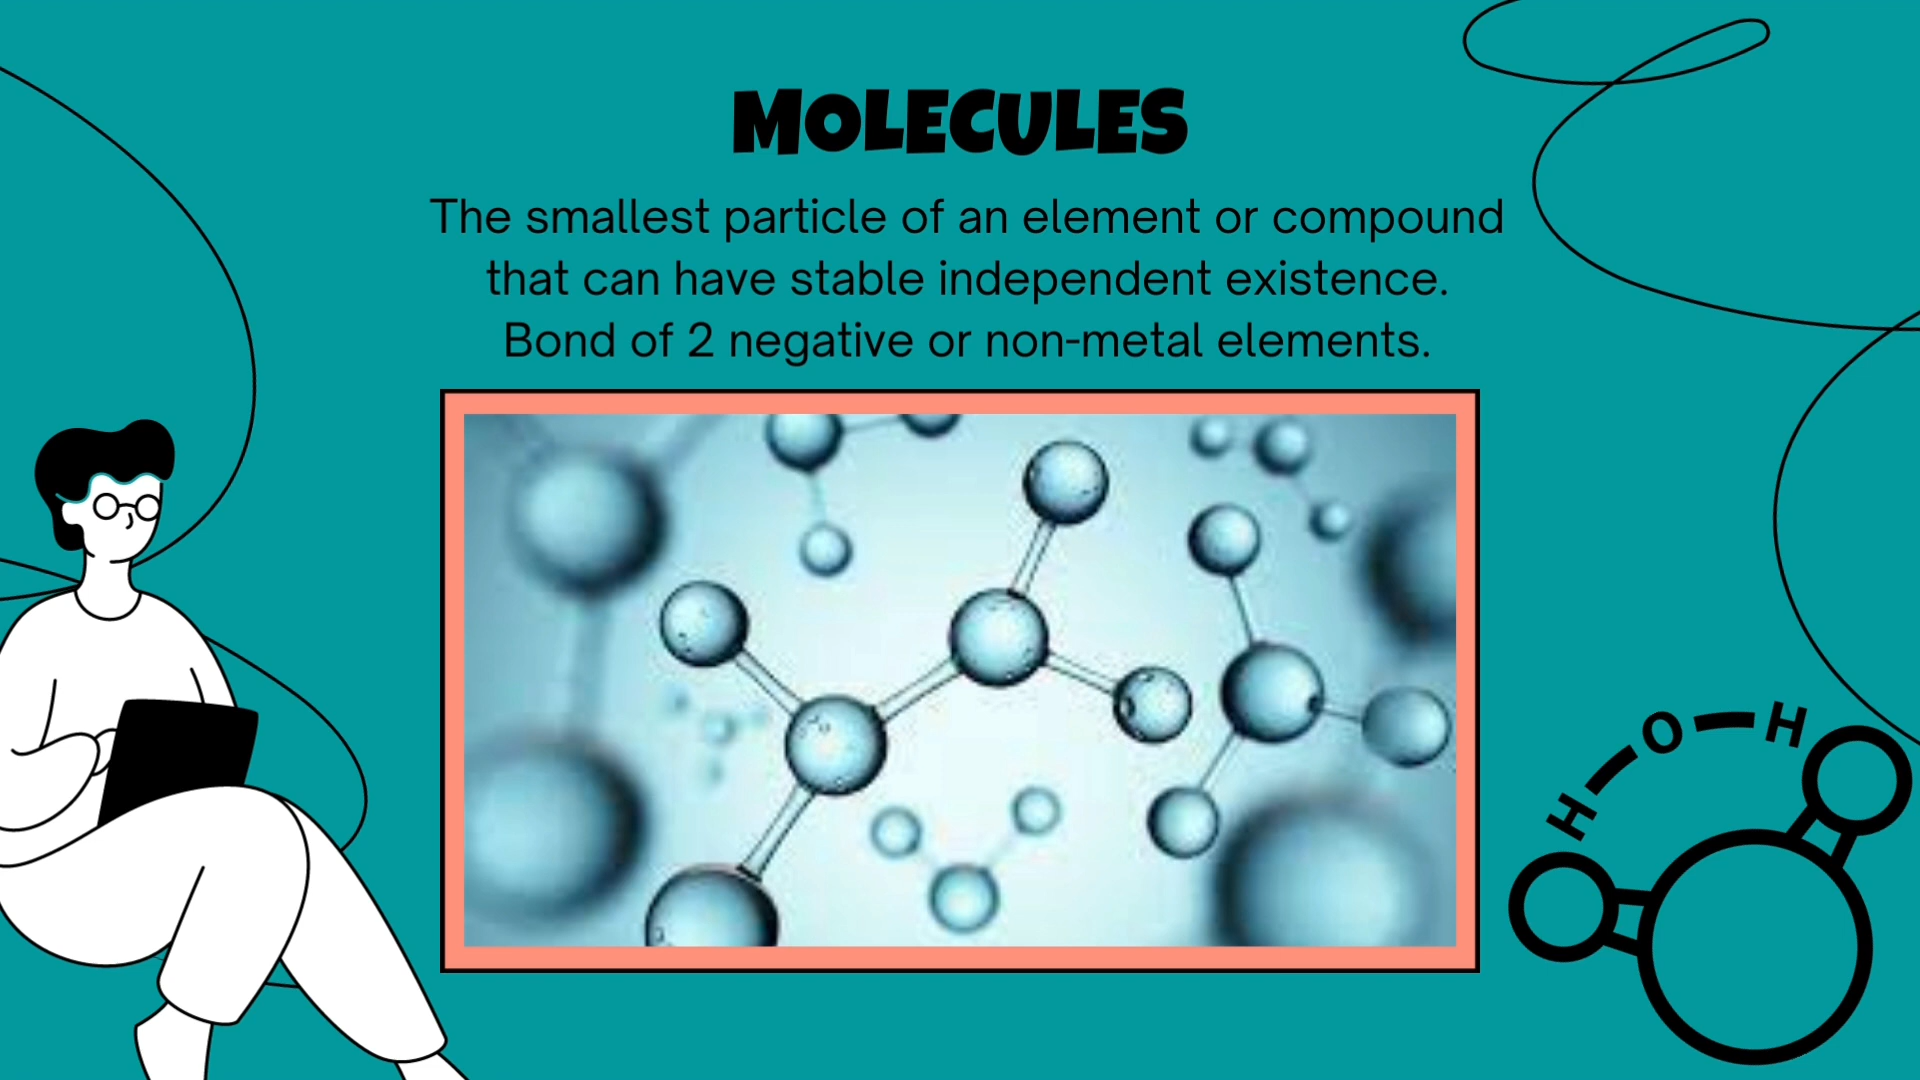 MOLECULES
The smallest particle of an element or compound
that can have stable independent existence.
Bond of 2 negative or non-metal elements.
H-O-H